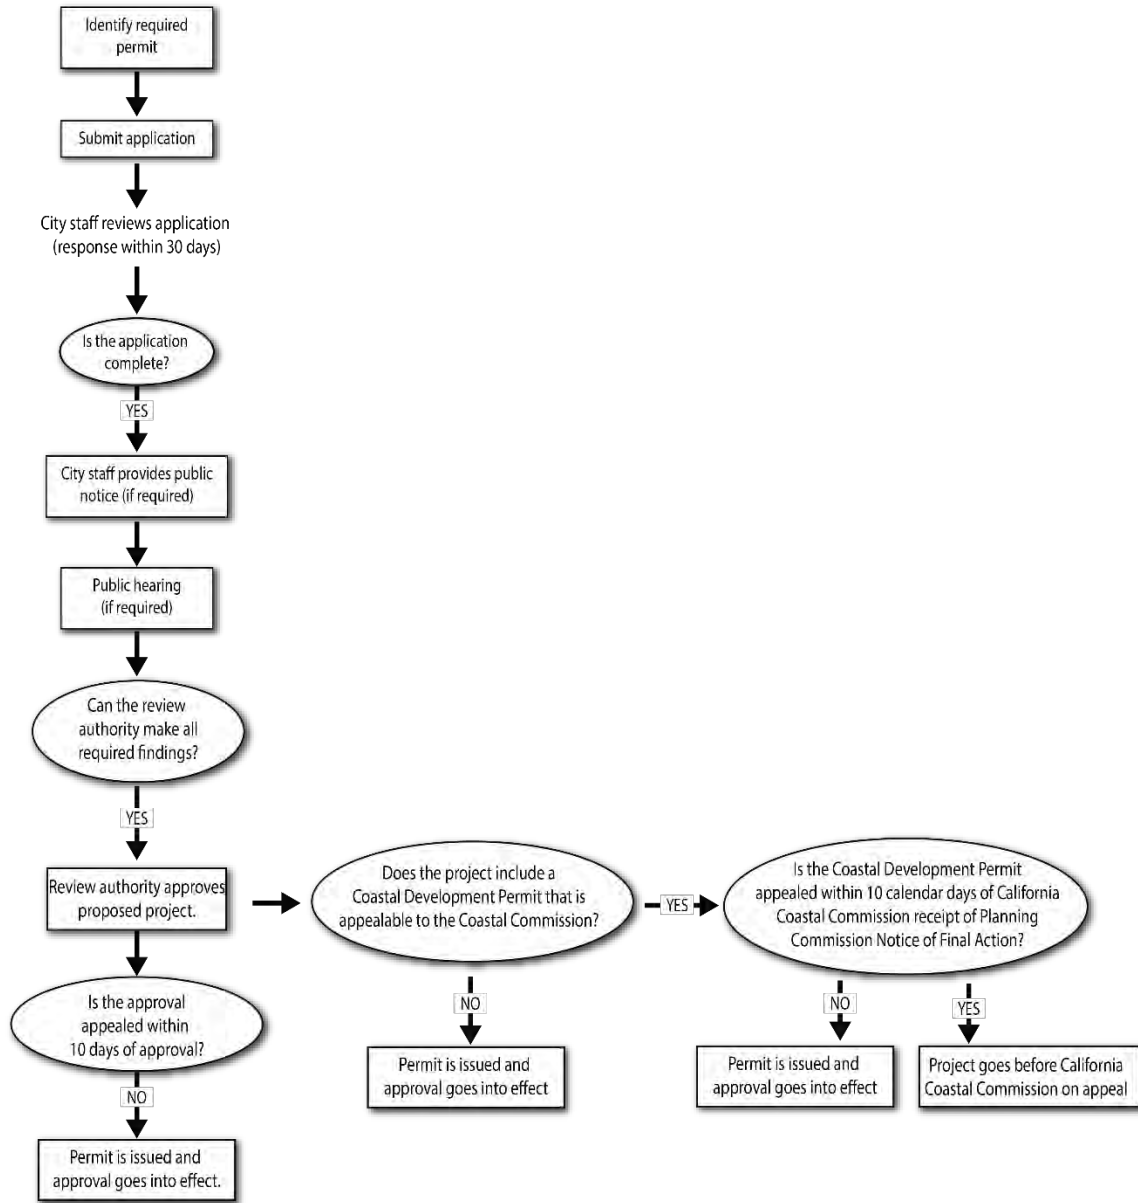 Identify required
permit
Submit application
City staff reviews application
(response within 30 days)
Is the application
complete?
YES
City staff provides public
notice (if required)
Public hearing
(if required)
Can the review
authority make all
required findings?
YES
Review authority approves
proposed project.
Does the project include a
Coastal Development Permit that is
appealable to the Coastal Commission?
YES
Is the Coastal Development Permit
appealed within 10 calendar days of California
Coastal Commission receipt of Planning
Commission Notice of Final Action?
Is the approval
appealed within
10 days of approval?
NO
Permit is issued and
approval goes into effect.
NO
Permit is issued and
approval goes into effect
NO
Permit is issued and
approval goes into effect
YES
Project goes before California
Coastal Commission on appeal